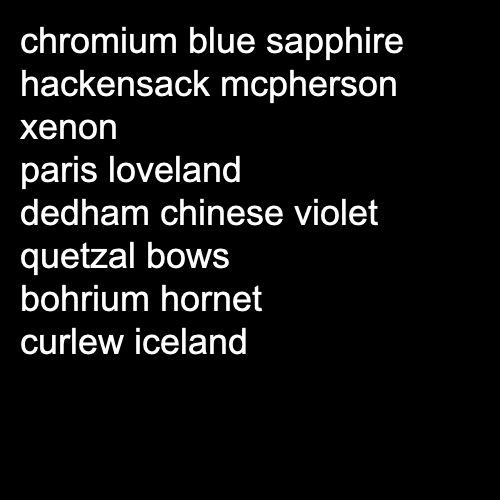 chromium blue sapphire
hackensack mcpherson
xenon
paris loveland
dedham chinese violet
quetzal bows
bohrium hornet
curlew iceland